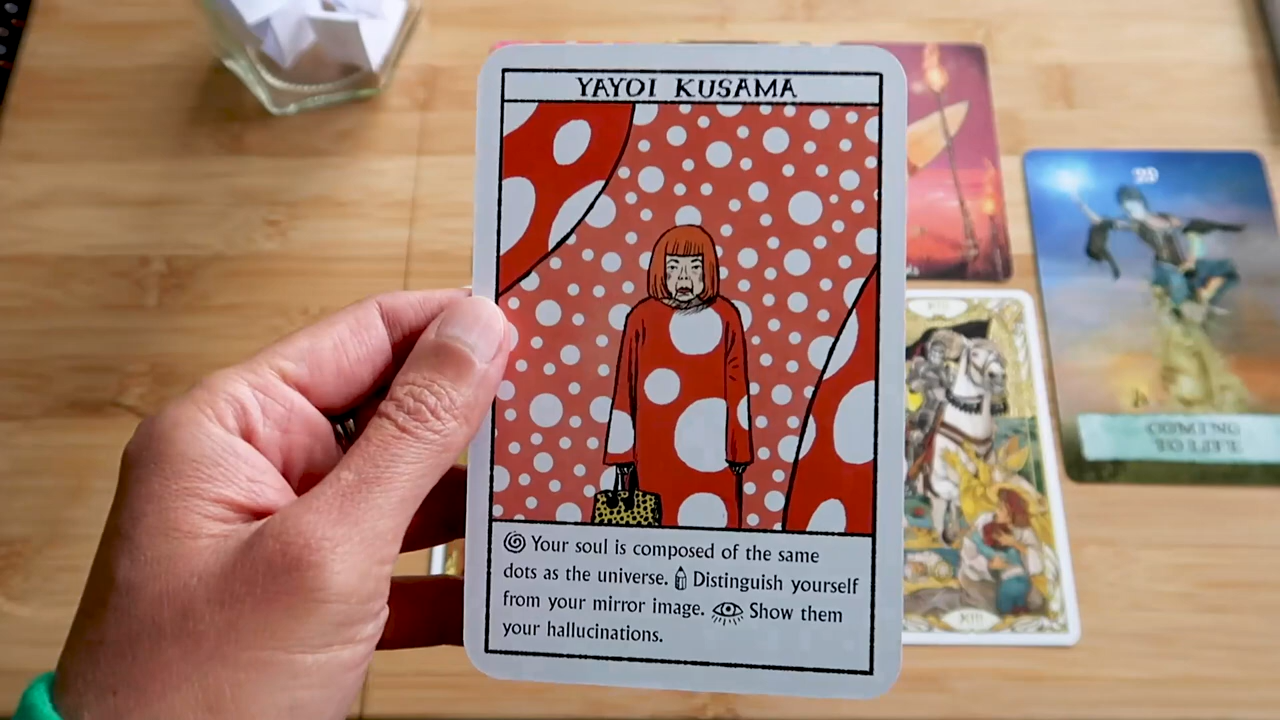 YAYOI KUSAMA
Your soul is composed of the same
dots as the universe. Distinguish yourself
from your mirror image. Show them
your hallucinations.
COMING
TO LIFE
XIII